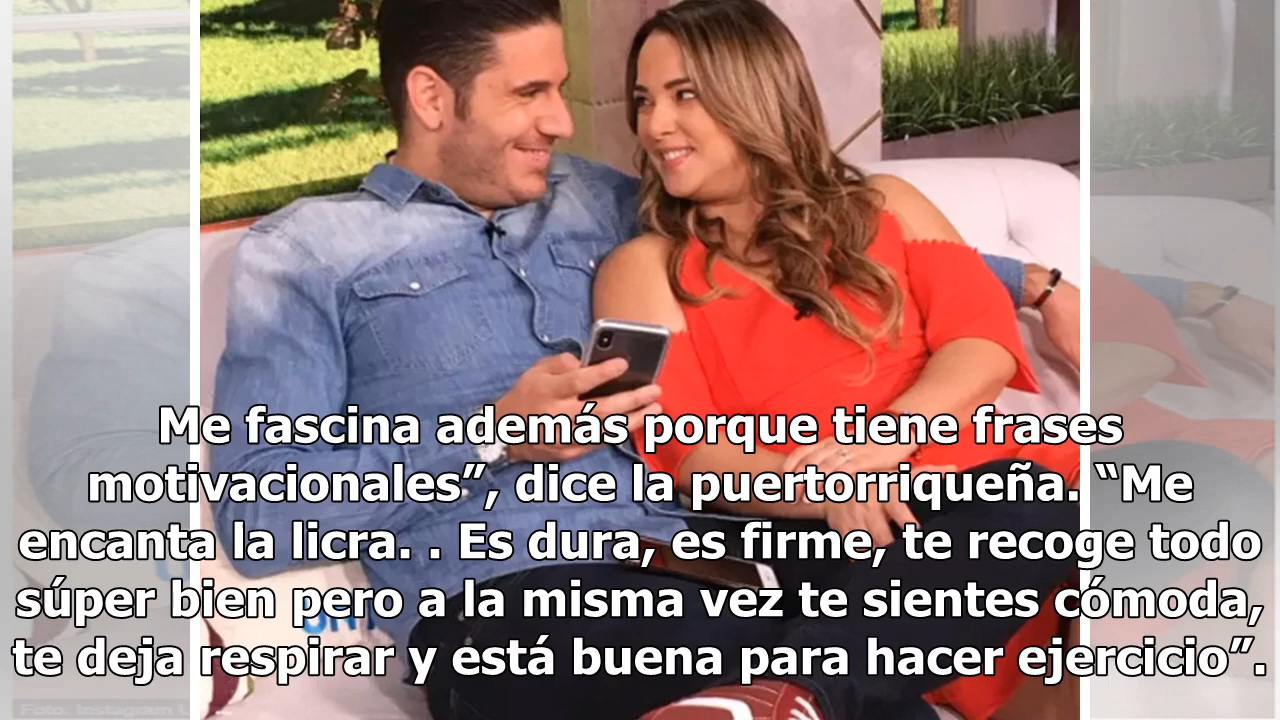 Me fascina además porque tiene frases
motivacionales”, dice la puertorriqueña. “Me
encanta la licra. . Es dura, es firme, te recoge todo
súper bien pero a la misma vez te sientes cómoda,
te deja respirar y está buena para hacer ejercicio”.
Foto: Instagram U